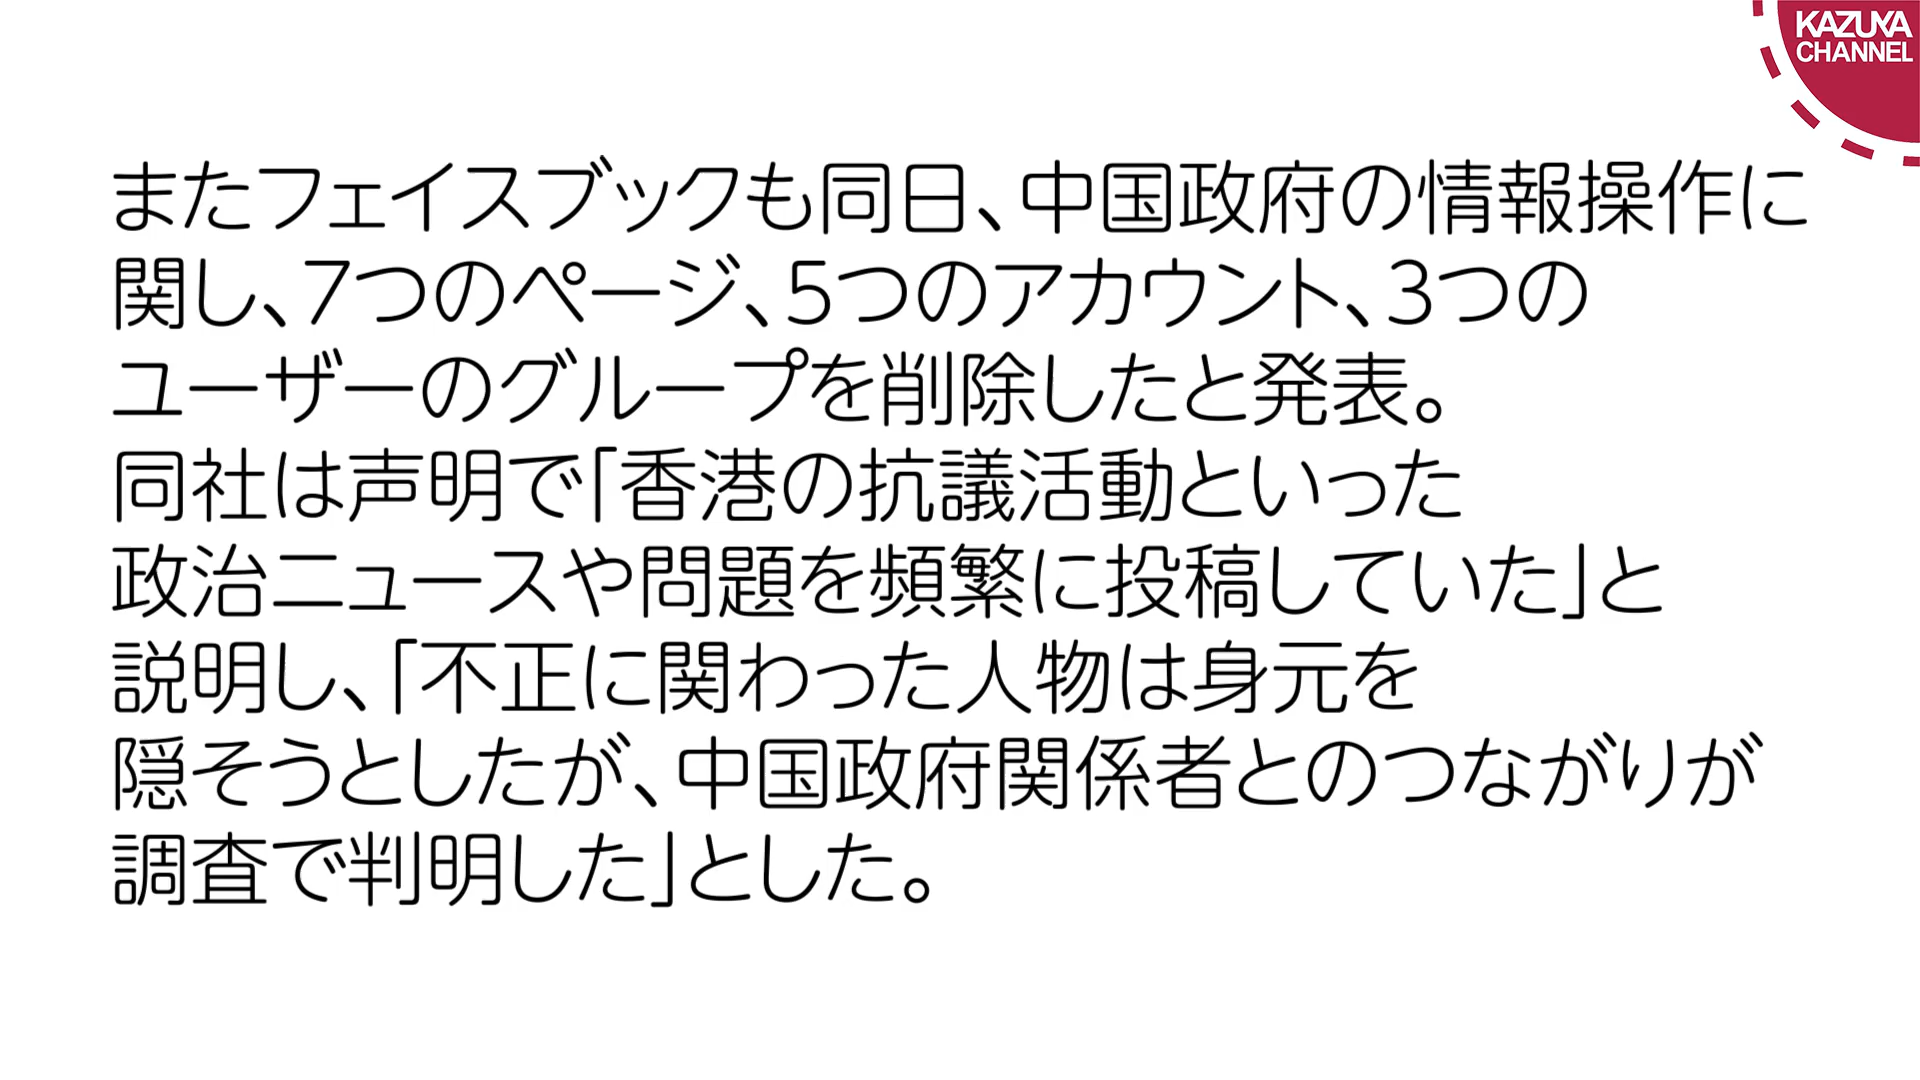 KAZUYA
CHANNEL
またフェイスブックも同日、中国政府の情報操作に
関し、7つのページ、5つのアカウント、3つの
ユーザーのグループを削除したと発表。
同社は声明で「香港の抗議活動といった
政治ニュースや問題を頻繁に投稿していた」と
説明し、「不正に関わった人物は身元を
隠そうとしたが、中国政府関係者とのつながりが
調査で判明した」とした。